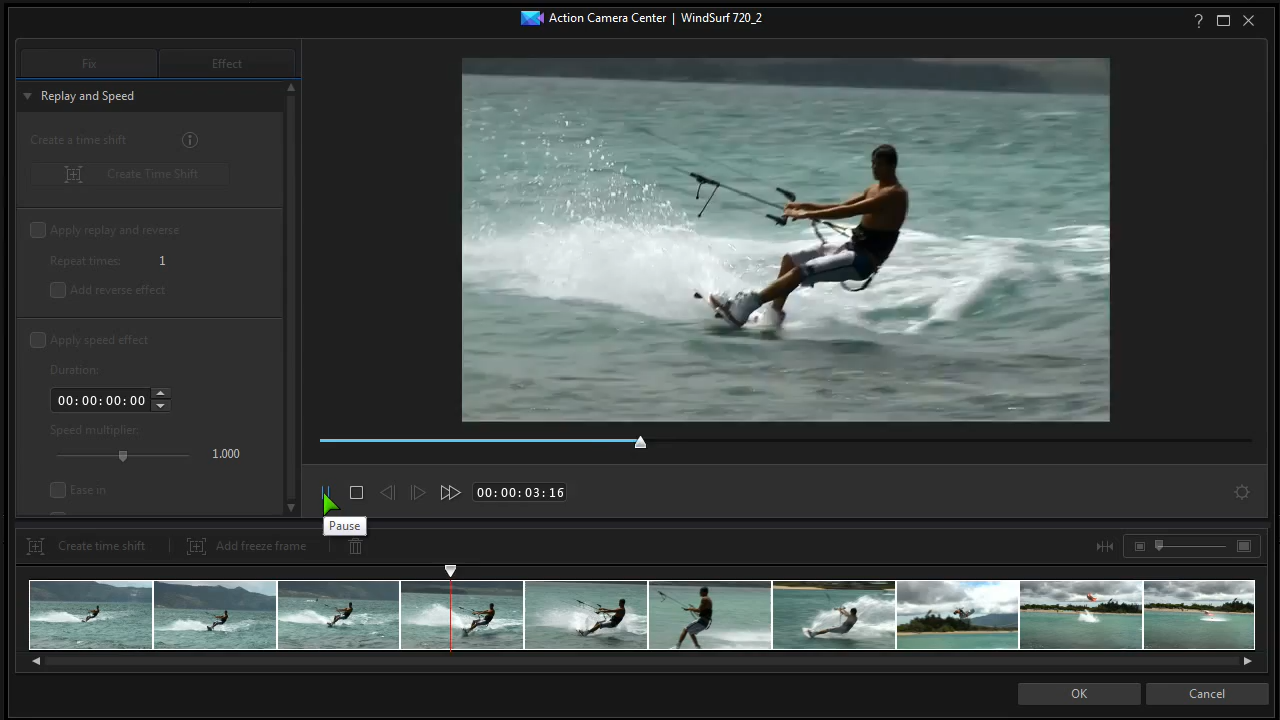 Action Camera Center | WindSurf 720_2
?
Fix
Effect
Replay and Speed
Create a time shift
Create Time Shift
Apply replay and reverse
Repeat times: 1
Add reverse effect
Apply speed effect
Duration:
00:00:00:00
Speed multiplier:
1.000
Ease in
00:00:03:16
Pause
Create time shift
Add freeze frame
OK
Cancel